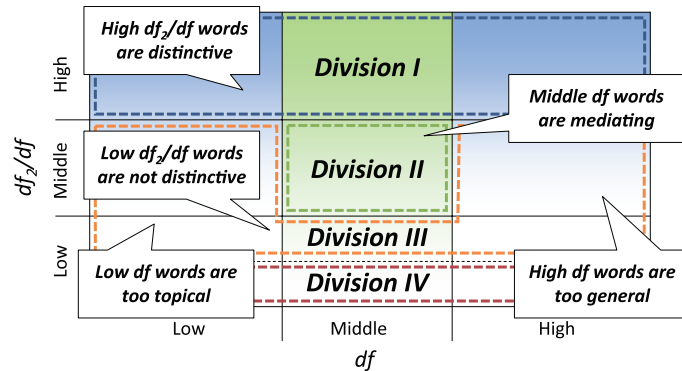 High df₂/df words
are distinctive
Division I
High
Middle df words
are mediating
df₂/df
Middle
Low df₂/df words
are not distinctive
Division II
Low
Division III
Low df words are
too topical
Division IV
High df words are
too general
Low
Middle
High
df